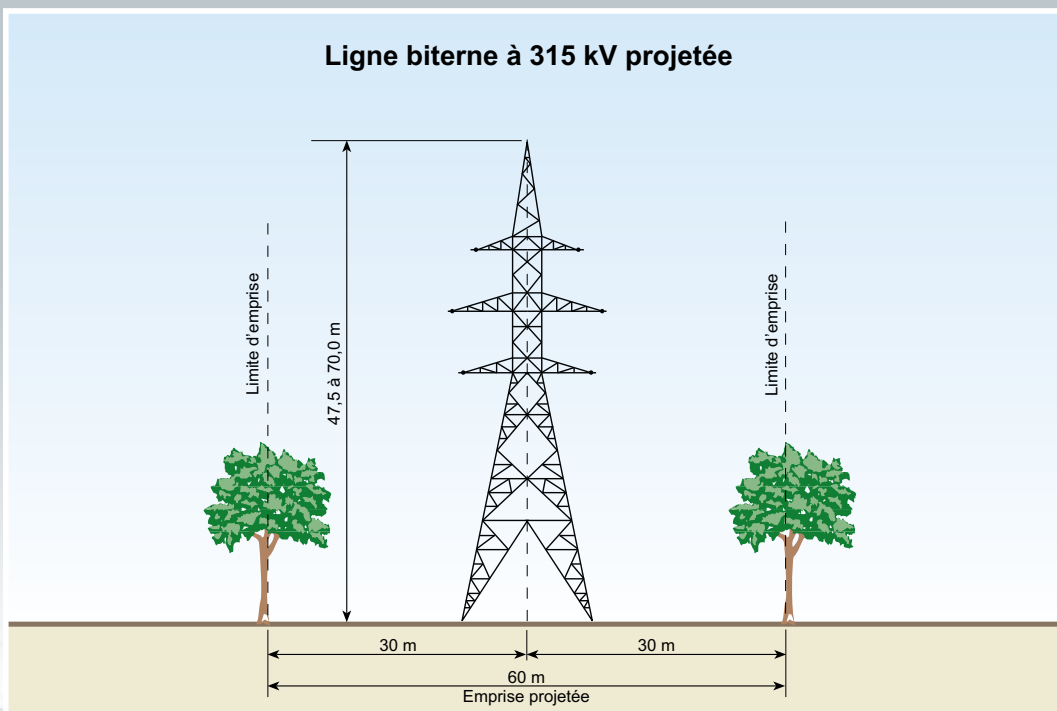 Ligne biterne à 315 kV projetée
Limite d'emprise
47,5 à 70,0 m
Limite d'emprise
30 m
30 m
60 m
Emprise projetée